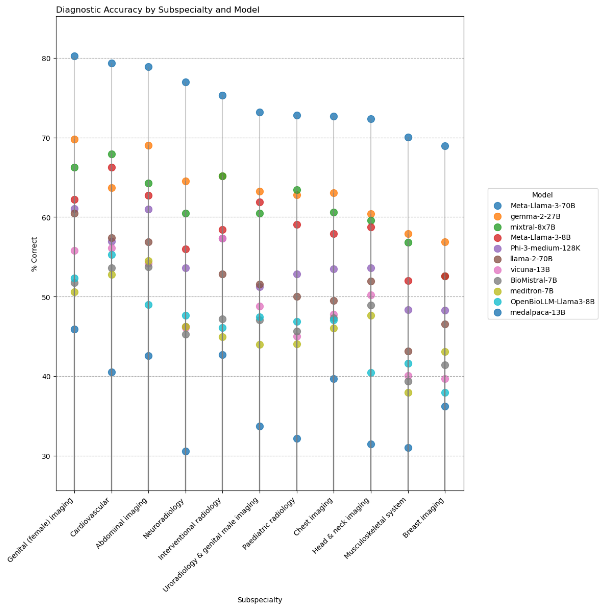 Diagnostic Accuracy by Subspecialty and Model
% Correct
80
70
60
50
40
30
Genital (female) imaging
Cardiovascular
Abdominal imaging
Neuroradiology
Interventional radiology
Uroradiology & genital male imaging
Paediatric radiology
Chest imaging
Head & neck imaging
Musculoskeletal system
Breast imaging
Subspecialty
Model
Meta-Llama-3-70B
gemma-2-27B
mixtral-8x7B
Meta-Llama-3-8B
Phi-3-medium-128K
llama-2-70B
vicuna-13B
BioMistral-7B
meditron-7B
OpenBioLLM-Llama3-8B
medalpaca-13B